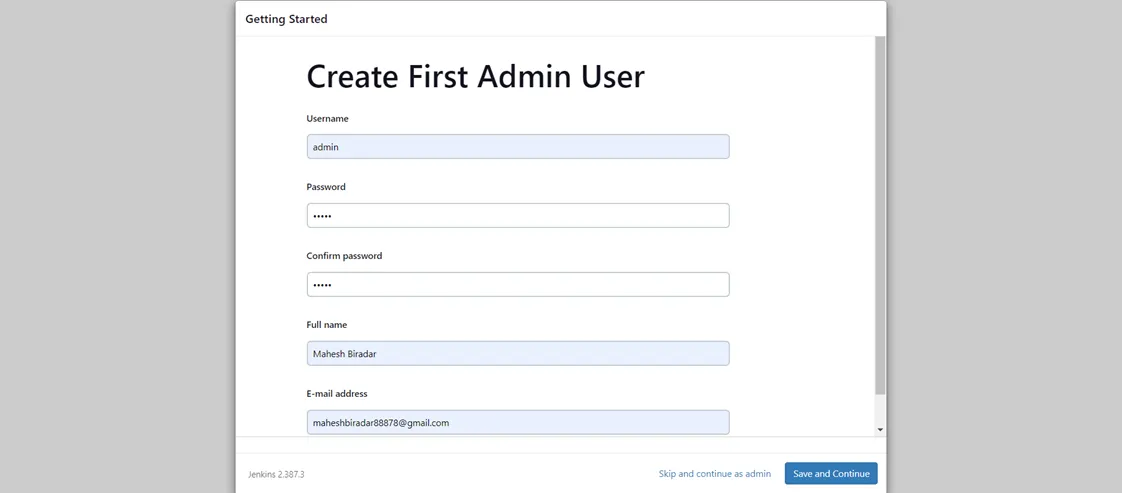 Getting Started
Create First Admin User
Username
admin
Password
•••••
Confirm password
•••••
Full name
Mahesh Biradar
E-mail address
maheshbiradar88878@gmail.com
Jenkins 2.387.3
Skip and continue as admin
Save and Continue